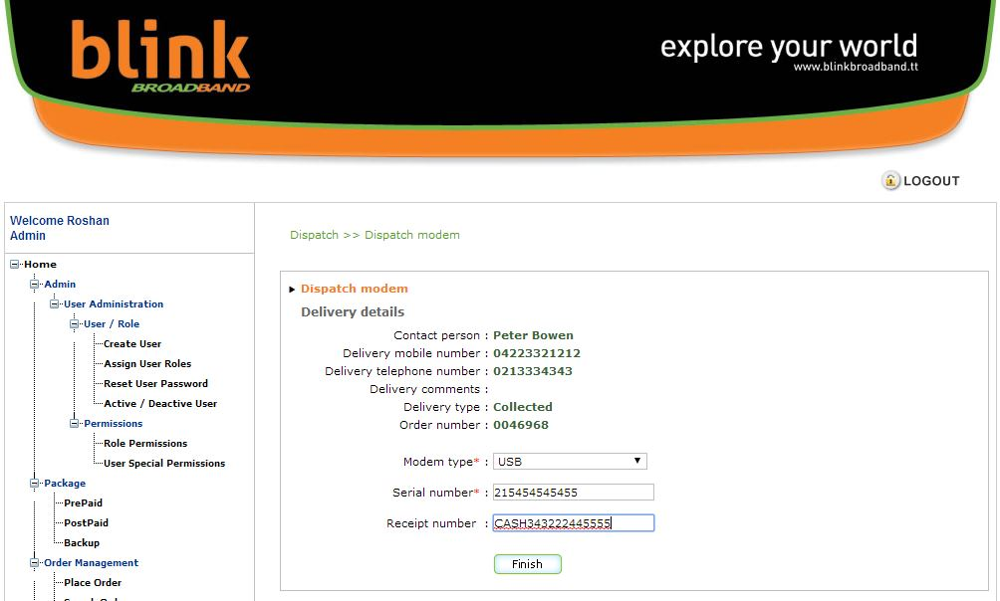 blink
BROADBAND
explore your world
www.blinkbroadband.tt
LOGOUT
Welcome Roshan
Admin
Home
Admin
User Administration
User / Role
Create User
Assign User Roles
Reset User Password
Active / Deactive User
Permissions
Role Permissions
User Special Permissions
Package
PrePaid
PostPaid
Backup
Order Management
Place Order
Dispatch >> Dispatch modem
Dispatch modem
Delivery details
Contact person : Peter Bowen
Delivery mobile number : 04223321212
Delivery telephone number : 0213334343
Delivery comments :
Delivery type : Collected
Order number : 0046968
Modem type* : USB
Serial number* : 215454545455
Receipt number : CASH343222445555
Finish